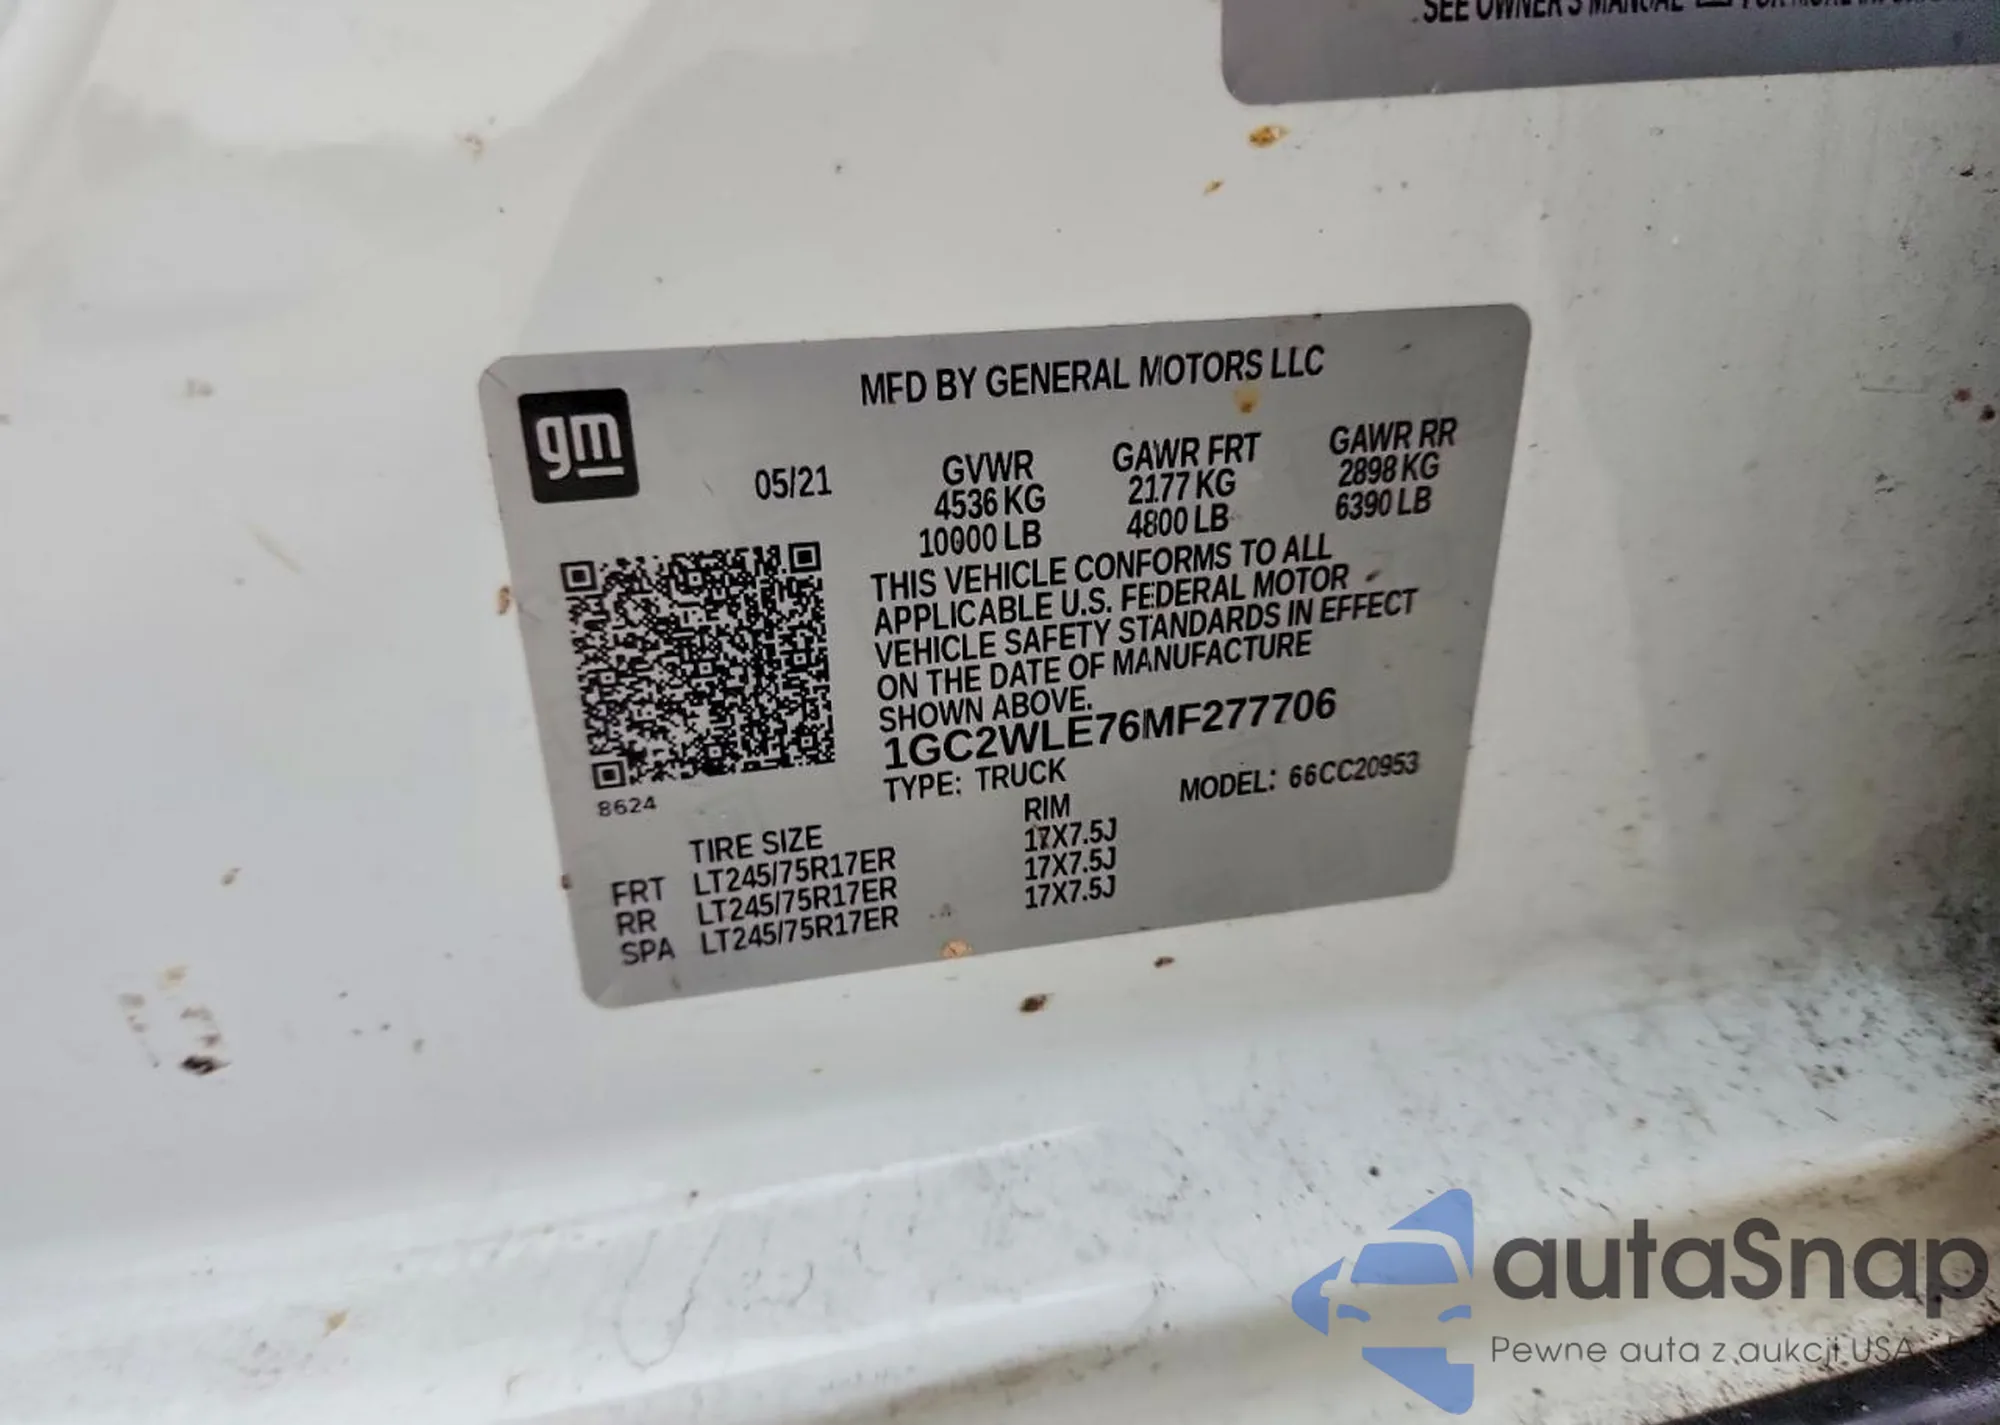 SEE OWNER'S MANUAL
gm
MFD BY GENERAL MOTORS LLC
05/21
GVWR GAWR FRT GAWR RR
4536 KG 2177 KG 2898 KG
10000 LB 4800 LB 6390 LB
THIS VEHICLE CONFORMS TO ALL
APPLICABLE U.S. FEDERAL MOTOR
VEHICLE SAFETY STANDARDS IN EFFECT
ON THE DATE OF MANUFACTURE
SHOWN ABOVE.
1GC2WLE76MF277706
TYPE: TRUCK MODEL: 66CC20953
8624
TIRE SIZE RIM
FRT LT245/75R17ER 17X7.5J
RR LT245/75R17ER 17X7.5J
SPA LT245/75R17ER 17X7.5J
autaSnap
Pewne auta z aukcji USA